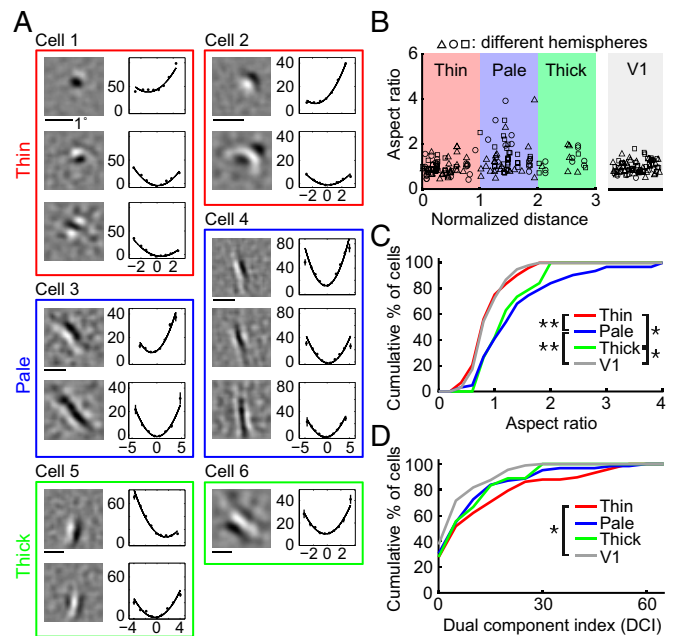 A
Cell 1
Cell 2
50
0
1°
50
0
50
0
-2 0 2
40
20
0
40
20
0
-2 0 2
Thin
Cell 3
Cell 4
40
20
0
40
20
0
-5 0 5
80
40
0
40
0
60
30
0
-5 0 5
Pale
Cell 5
Cell 6
60
0
60
0
-4 0 4
40
20
0
-2 0 2
Thick
B
△○□: different hemispheres
Thin Pale Thick V1
Aspect ratio
6
4
2
0
0 1 2 3
Normalized distance
C
Cumulative % of cells
100
80
60
40
20
0
0 1 2 3 4
Aspect ratio
Thin
Pale
Thick
V1
**
**
*
*
D
Cumulative % of cells
100
80
60
40
20
0
0 30 60
Dual component index (DCI)
Thin
Pale
Thick
V1
*